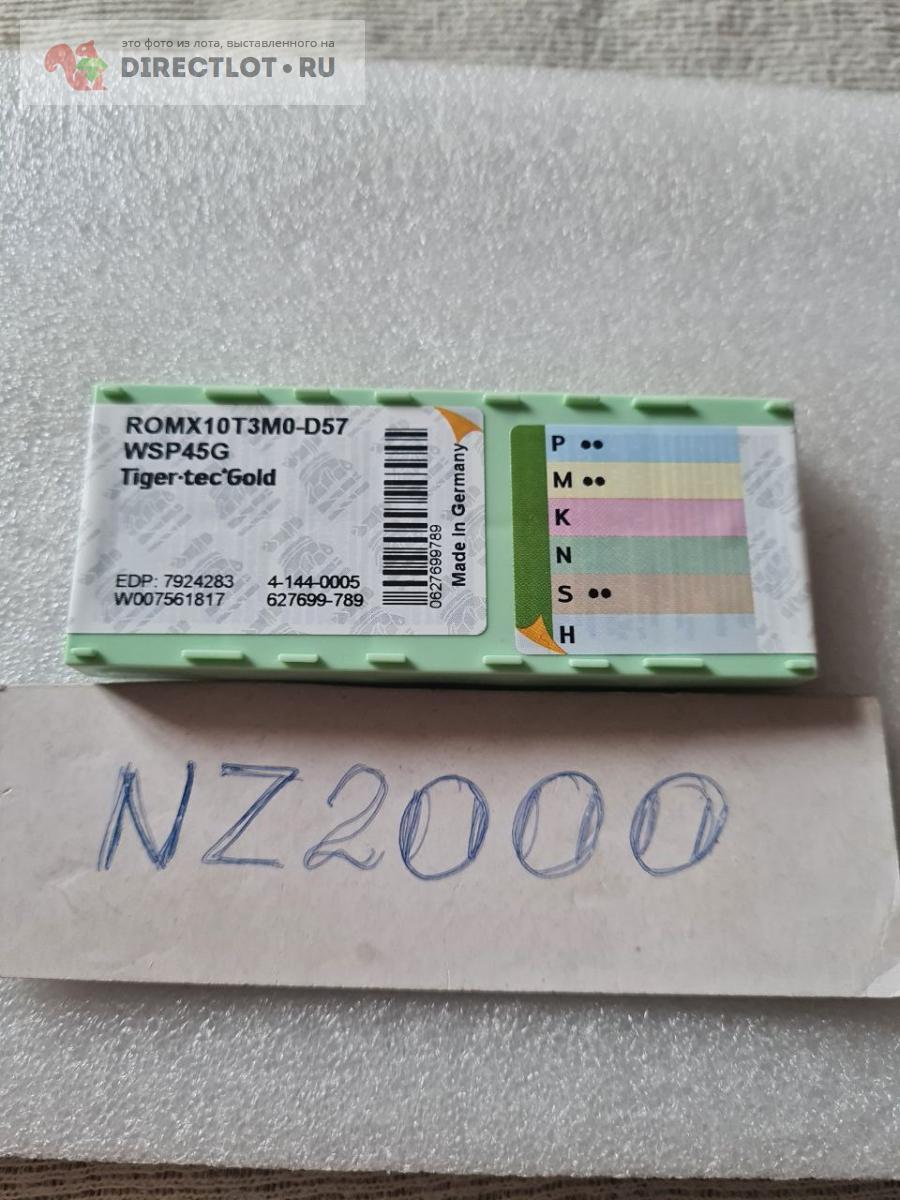 это фото из лота, выставленного на
DIRECTLOT•RU
ROMX10T3M0-D57
WSP45G
Tiger·tec®Gold
EDP: 7924283 4-144-0005
W007561817 627699-789
0627699789
Made in Germany
P ●●
M ●●
K
N
S ●●
H
NZ2000